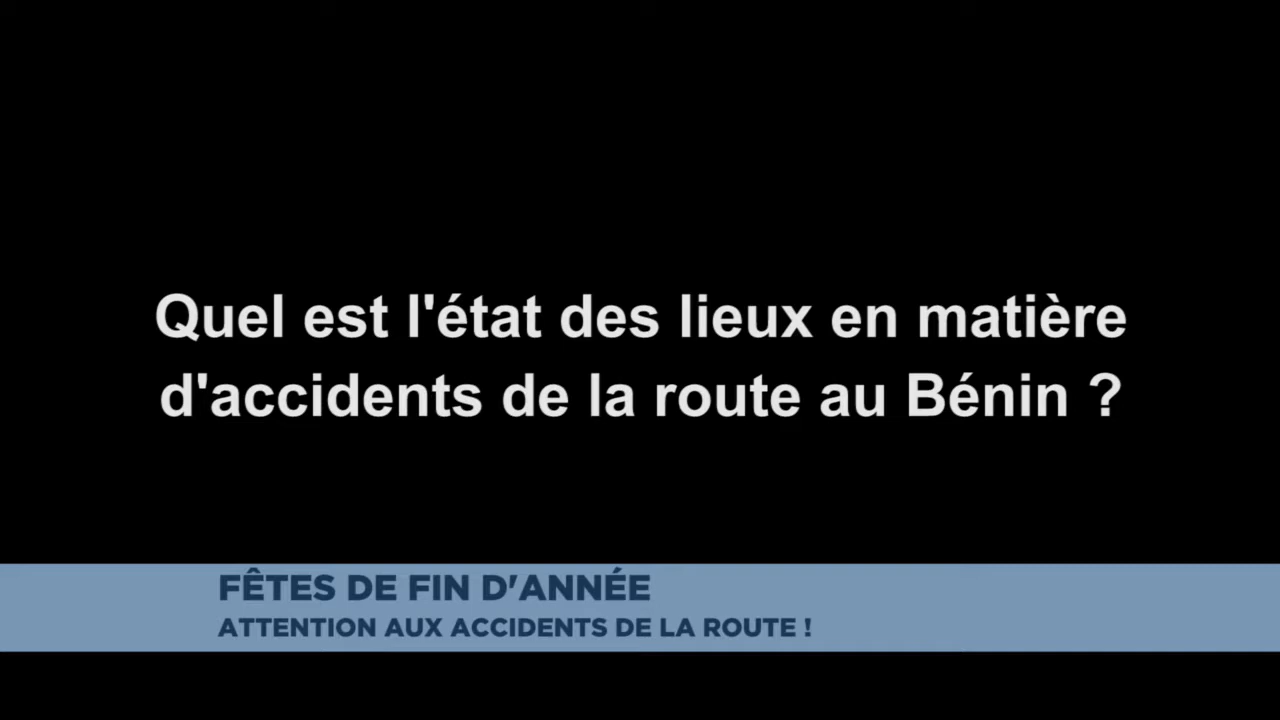 Quel est l'état des lieux en matière
d'accidents de la route au Bénin ?
FÊTES DE FIN D'ANNÉE
ATTENTION AUX ACCIDENTS DE LA ROUTE !